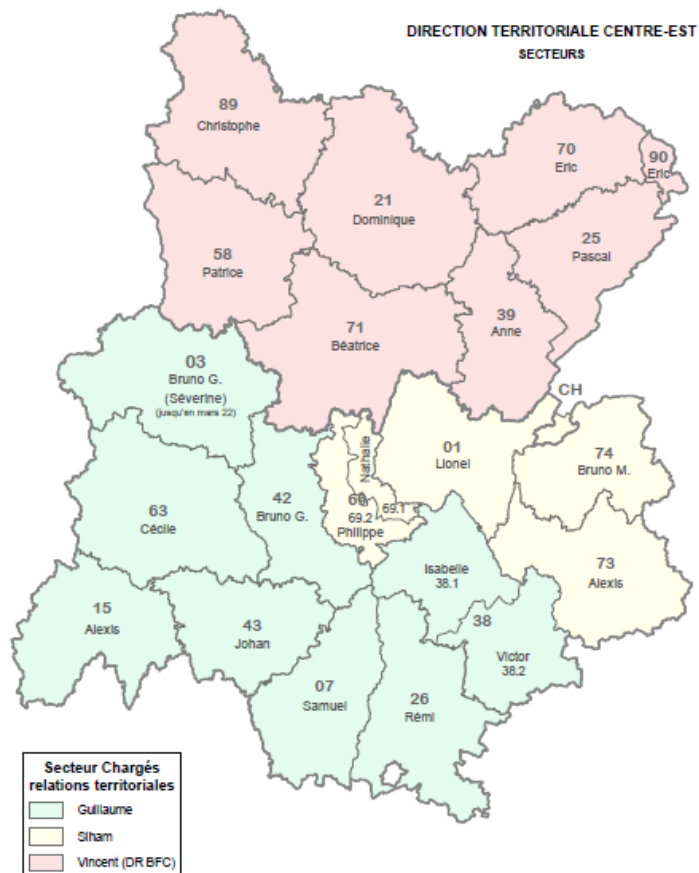 DIRECTION TERRITORIALE CENTRE-EST
SECTEURS
89
Christophe
21
Dominique
70
Eric
90
Eric
25
Pascal
58
Patrice
39
Anne
71
Béatrice
03
Bruno G.
(Séverine)
(jusqu'en mars 22)
CH
Nathalie
01
Lionel
74
Bruno M.
42
Bruno G.
69
69.1
69.2
Philippe
63
Cécile
Isabelle
38.1
73
Alexis
15
Alexis
43
Johan
38
Victor
38.2
07
Samuel
26
Rémi
Secteur Chargés
relations territoriales
Guillaume
Siham
Vincent (DR BFC)